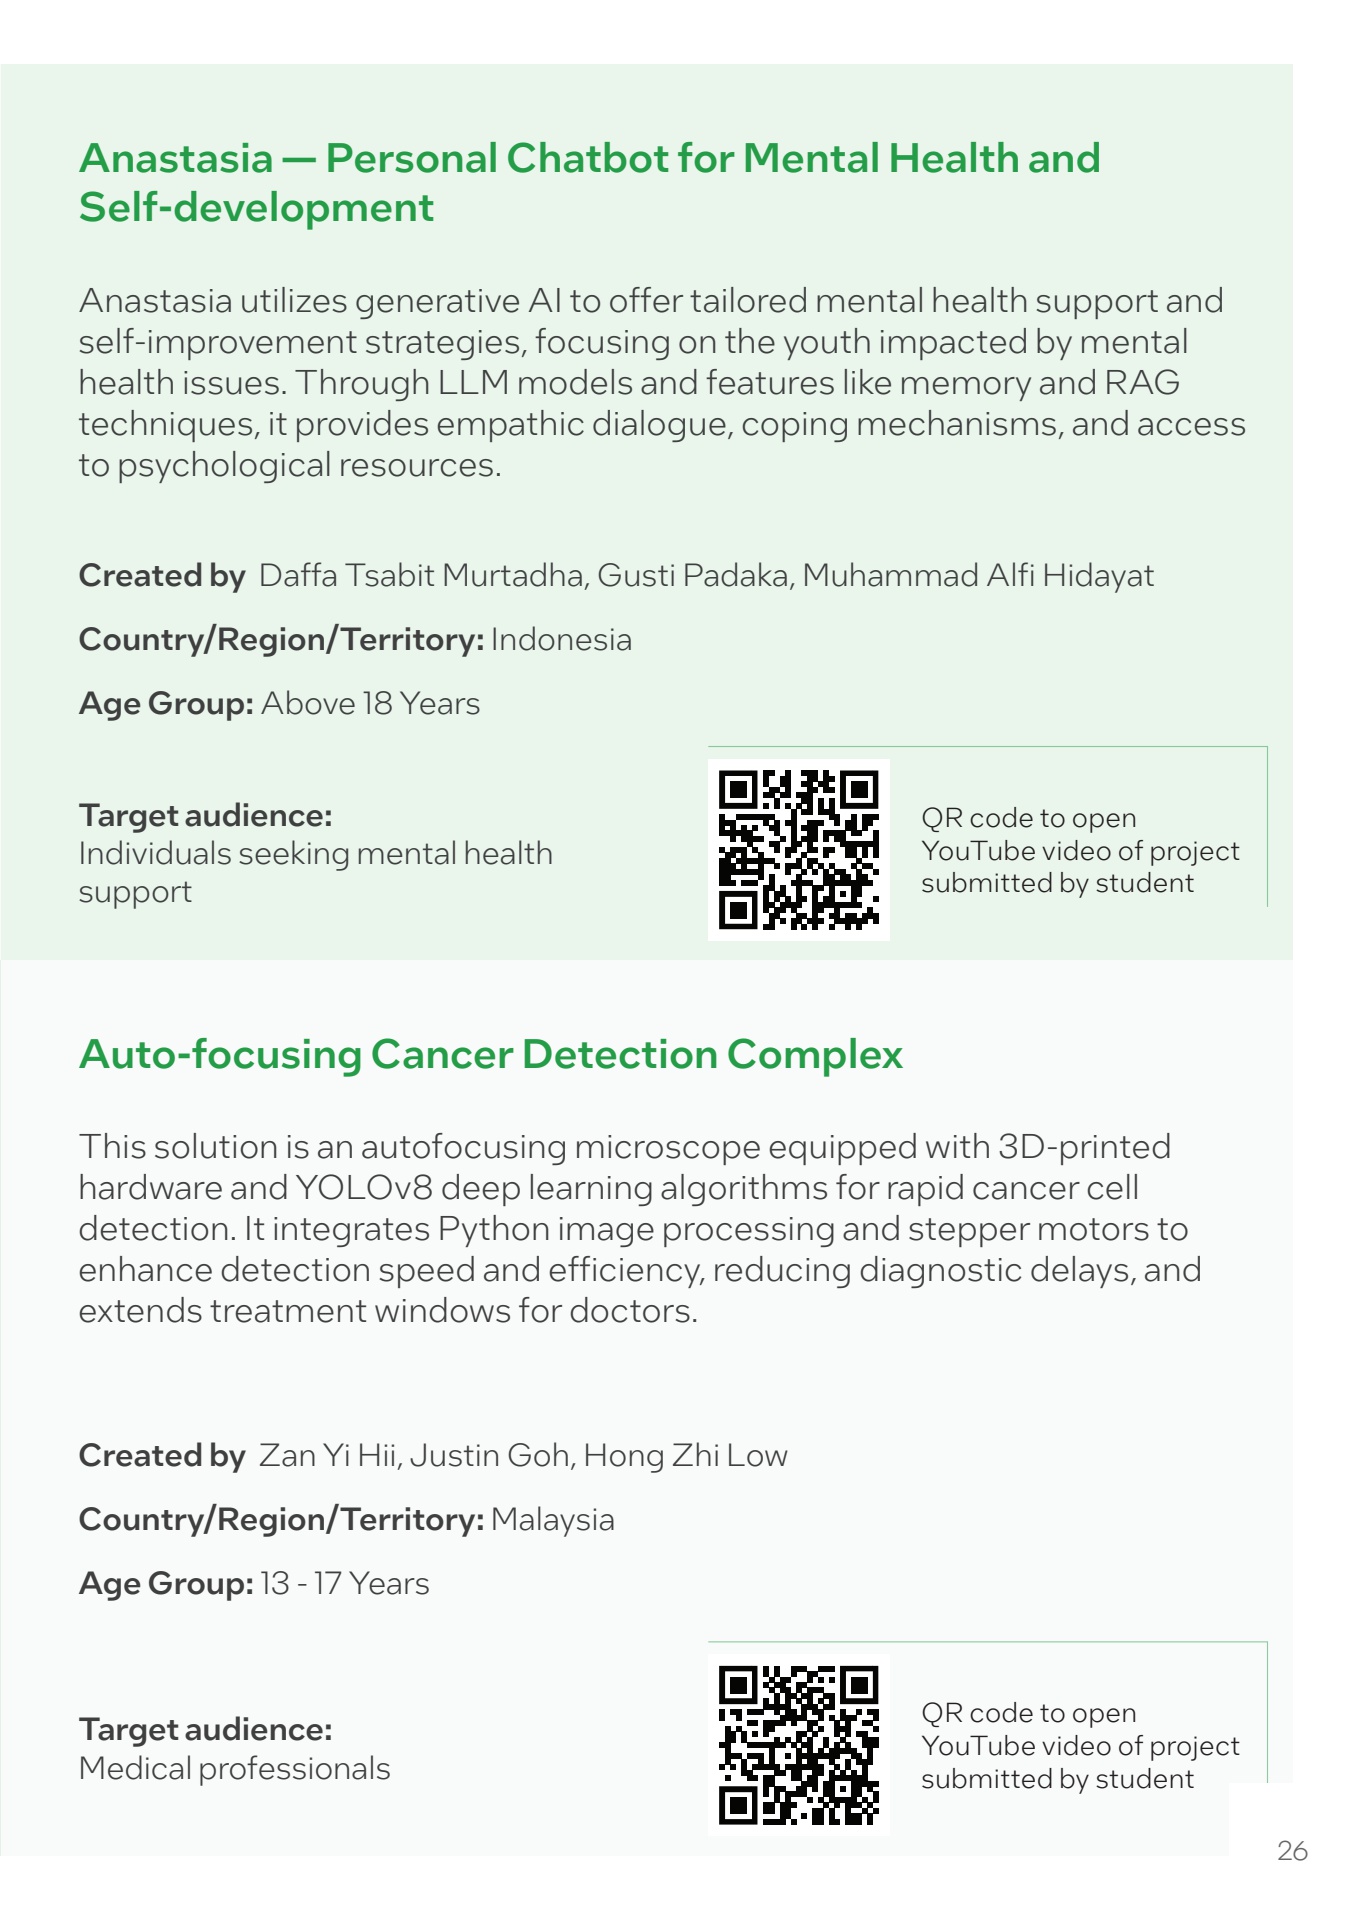 Anastasia — Personal Chatbot for Mental Health and
Self-development
Anastasia utilizes generative AI to offer tailored mental health support and
self-improvement strategies, focusing on the youth impacted by mental
health issues. Through LLM models and features like memory and RAG
techniques, it provides empathic dialogue, coping mechanisms, and access
to psychological resources.
Created by Daffa Tsabit Murtadha, Gusti Padaka, Muhammad Alfi Hidayat
Country/Region/Territory: Indonesia
Age Group: Above 18 Years
Target audience:
Individuals seeking mental health
support
QR code to open
YouTube video of project
submitted by student
Auto-focusing Cancer Detection Complex
This solution is an autofocusing microscope equipped with 3D-printed
hardware and YOLOv8 deep learning algorithms for rapid cancer cell
detection. It integrates Python image processing and stepper motors to
enhance detection speed and efficiency, reducing diagnostic delays, and
extends treatment windows for doctors.
Created by Zan Yi Hii, Justin Goh, Hong Zhi Low
Country/Region/Territory: Malaysia
Age Group: 13 - 17 Years
Target audience:
Medical professionals
QR code to open
YouTube video of project
submitted by student
26